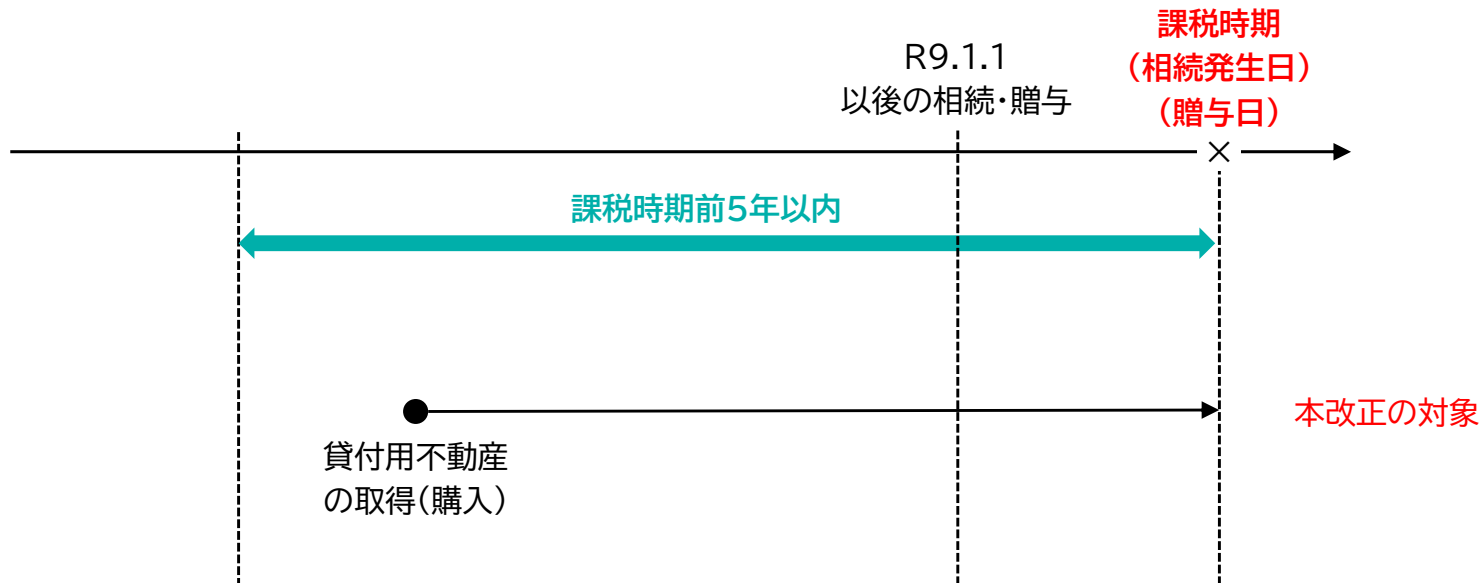 課税時期
（相続発生日）
（贈与日）
R9.1.1
以後の相続・贈与
×
課税時期前5年以内
貸付用不動産
の取得（購入）
本改正の対象